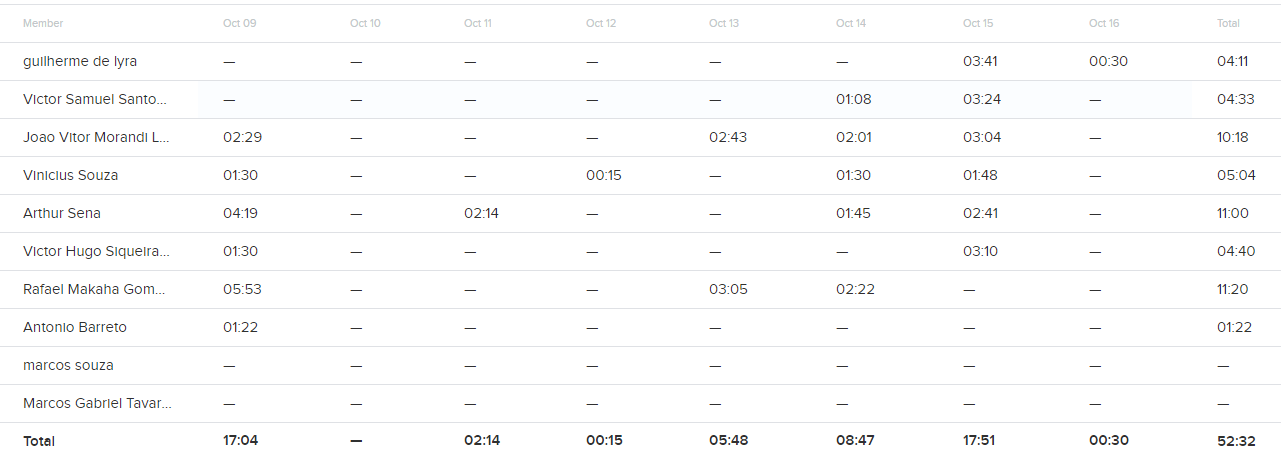 Member Oct 09 Oct 10 Oct 11 Oct 12 Oct 13 Oct 14 Oct 15 Oct 16 Total
guilherme de lyra — — — — — — 03:41 00:30 04:11
Victor Samuel Santo... — — — — — 01:08 03:24 — 04:33
Joao Vitor Morandi L... 02:29 — — — 02:43 02:01 03:04 — 10:18
Vinicius Souza 01:30 — — 00:15 — 01:30 01:48 — 05:04
Arthur Sena 04:19 — 02:14 — — 01:45 02:41 — 11:00
Victor Hugo Siqueira... 01:30 — — — — — 03:10 — 04:40
Rafael Makaha Gom... 05:53 — — — 03:05 02:22 — — 11:20
Antonio Barreto 01:22 — — — — — — — 01:22
marcos souza — — — — — — — — —
Marcos Gabriel Tavar... — — — — — — — — —
Total 17:04 — 02:14 00:15 05:48 08:47 17:51 00:30 52:32